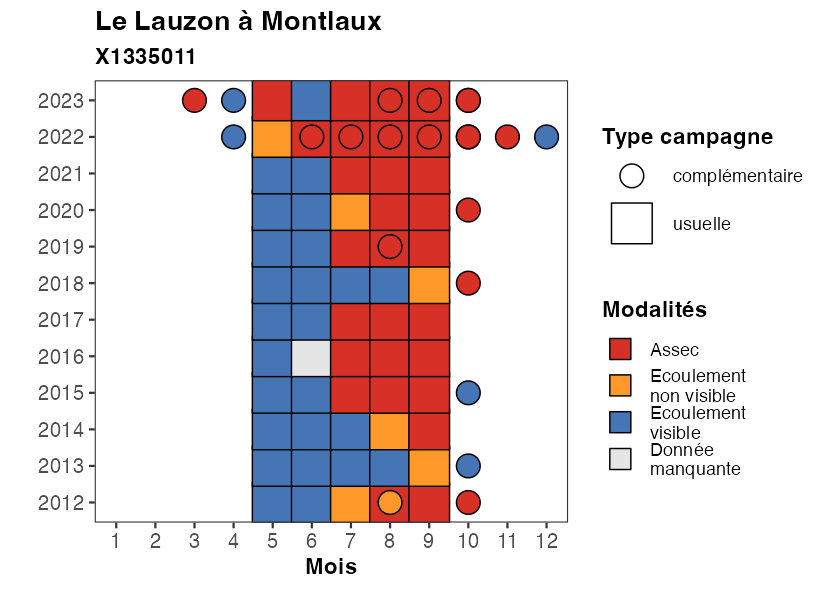 Le Lauzon à Montlaux
X1335011
2023
2022
2021
2020
2019
2018
2017
2016
2015
2014
2013
2012
1 2 3 4 5 6 7 8 9 10 11 12
Mois
Type campagne
complémentaire
usuelle
Modalités
Assec
Ecoulement
non visible
Ecoulement
visible
Donnée
manquante